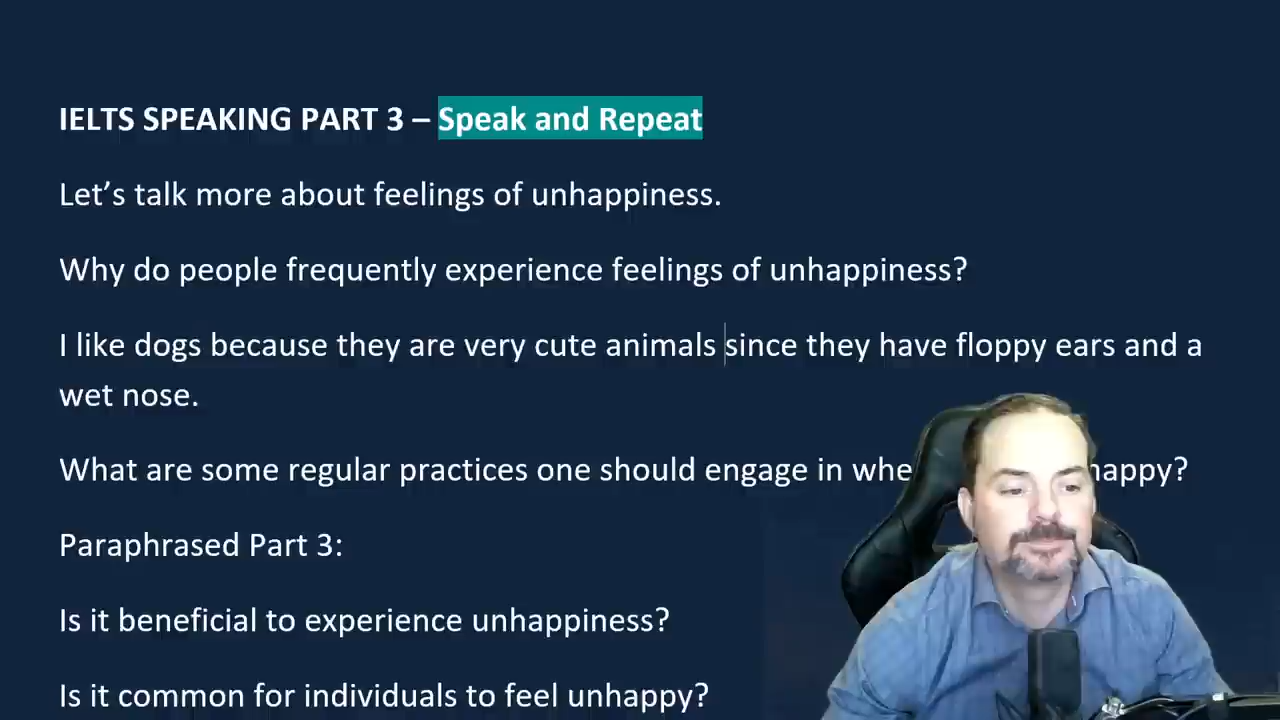 IELTS SPEAKING PART 3 – Speak and Repeat
Let’s talk more about feelings of unhappiness.
Why do people frequently experience feelings of unhappiness?
I like dogs because they are very cute animals since they have floppy ears and a
wet nose.
What are some regular practices one should engage in happy?
Paraphrased Part 3:
Is it beneficial to experience unhappiness?
Is it common for individuals to feel unhappy?